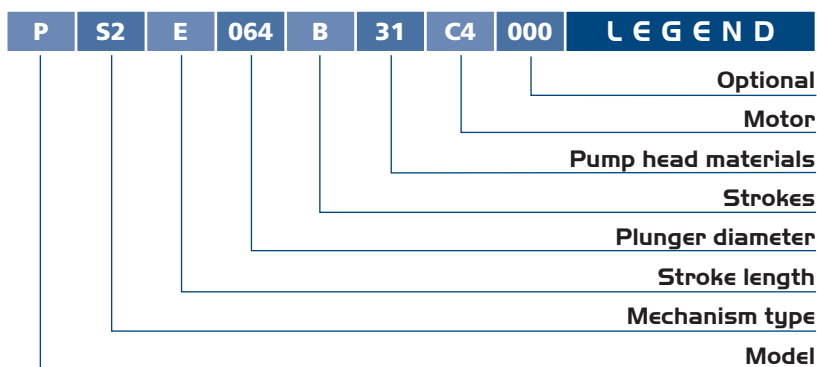 P S2 E 064 B 31 C4 000 LEGEND
Optional
Motor
Pump head materials
Strokes
Plunger diameter
Stroke length
Mechanism type
Model